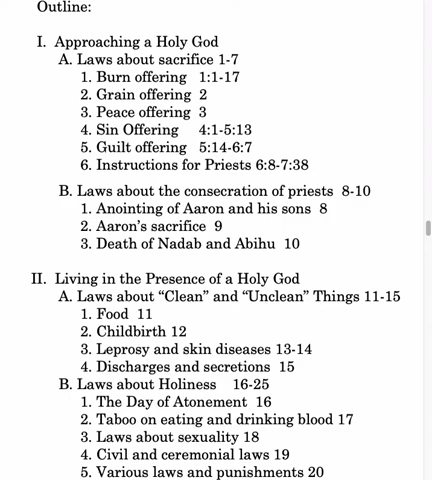 Outline:
I. Approaching a Holy God
A. Laws about sacrifice 1-7
1. Burn offering 1:1-17
2. Grain offering 2
3. Peace offering 3
4. Sin Offering 4:1-5:13
5. Guilt offering 5:14-6:7
6. Instructions for Priests 6:8-7:38
B. Laws about the consecration of priests 8-10
1. Anointing of Aaron and his sons 8
2. Aaron's sacrifice 9
3. Death of Nadab and Abihu 10
II. Living in the Presence of a Holy God
A. Laws about “Clean” and “Unclean” Things 11-15
1. Food 11
2. Childbirth 12
3. Leprosy and skin diseases 13-14
4. Discharges and secretions 15
B. Laws about Holiness 16-25
1. The Day of Atonement 16
2. Taboo on eating and drinking blood 17
3. Laws about sexuality 18
4. Civil and ceremonial laws 19
5. Various laws and punishments 20